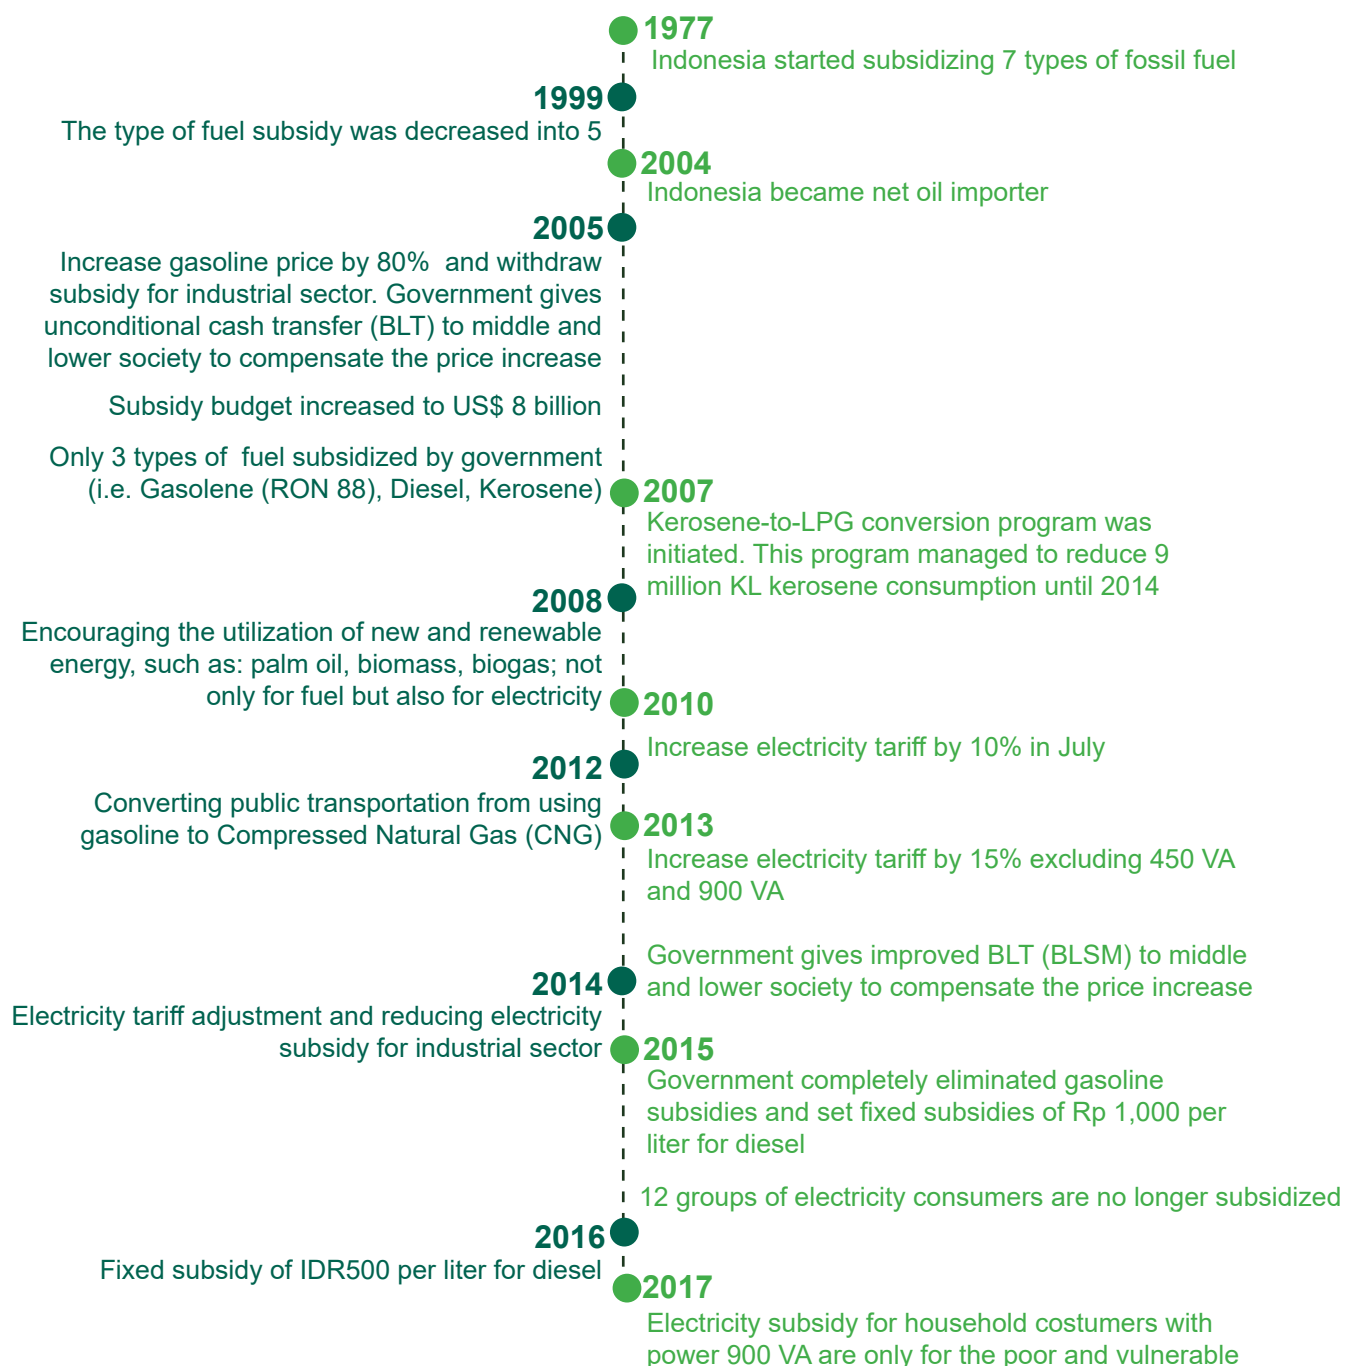 1977
Indonesia started subsidizing 7 types of fossil fuel
1999
The type of fuel subsidy was decreased into 5
2004
Indonesia became net oil importer
2005
Increase gasoline price by 80% and withdraw
subsidy for industrial sector. Government gives
unconditional cash transfer (BLT) to middle and
lower society to compensate the price increase
Subsidy budget increased to US$ 8 billion
Only 3 types of fuel subsidized by government
(i.e. Gasolene (RON 88), Diesel, Kerosene)
2007
Kerosene-to-LPG conversion program was
initiated. This program managed to reduce 9
million KL kerosene consumption until 2014
2008
Encouraging the utilization of new and renewable
energy, such as: palm oil, biomass, biogas; not
only for fuel but also for electricity
2010
Increase electricity tariff by 10% in July
2012
Converting public transportation from using
gasoline to Compressed Natural Gas (CNG)
2013
Increase electricity tariff by 15% excluding 450 VA
and 900 VA
Government gives improved BLT (BLSM) to middle
and lower society to compensate the price increase
2014
Electricity tariff adjustment and reducing electricity
subsidy for industrial sector
2015
Government completely eliminated gasoline
subsidies and set fixed subsidies of Rp 1,000 per
liter for diesel
12 groups of electricity consumers are no longer subsidized
2016
Fixed subsidy of IDR500 per liter for diesel
2017
Electricity subsidy for household costumers with
power 900 VA are only for the poor and vulnerable